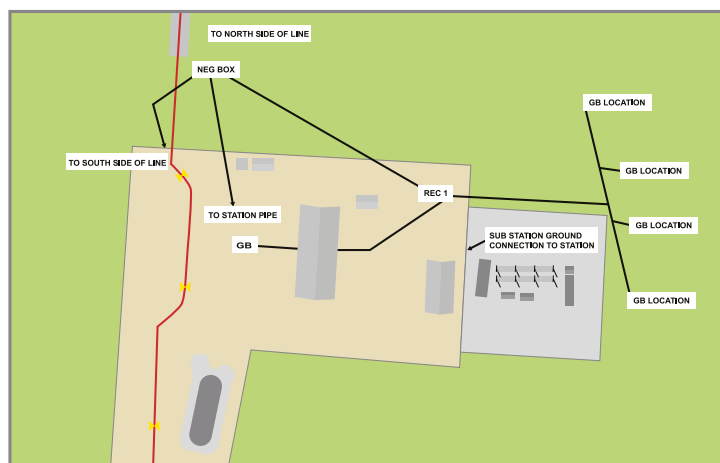 TO NORTH SIDE OF LINE
NEG BOX
GB LOCATION
TO SOUTH SIDE OF LINE
GB LOCATION
REC 1
TO STATION PIPE
GB LOCATION
GB
SUB STATION GROUND
CONNECTION TO STATION
GB LOCATION